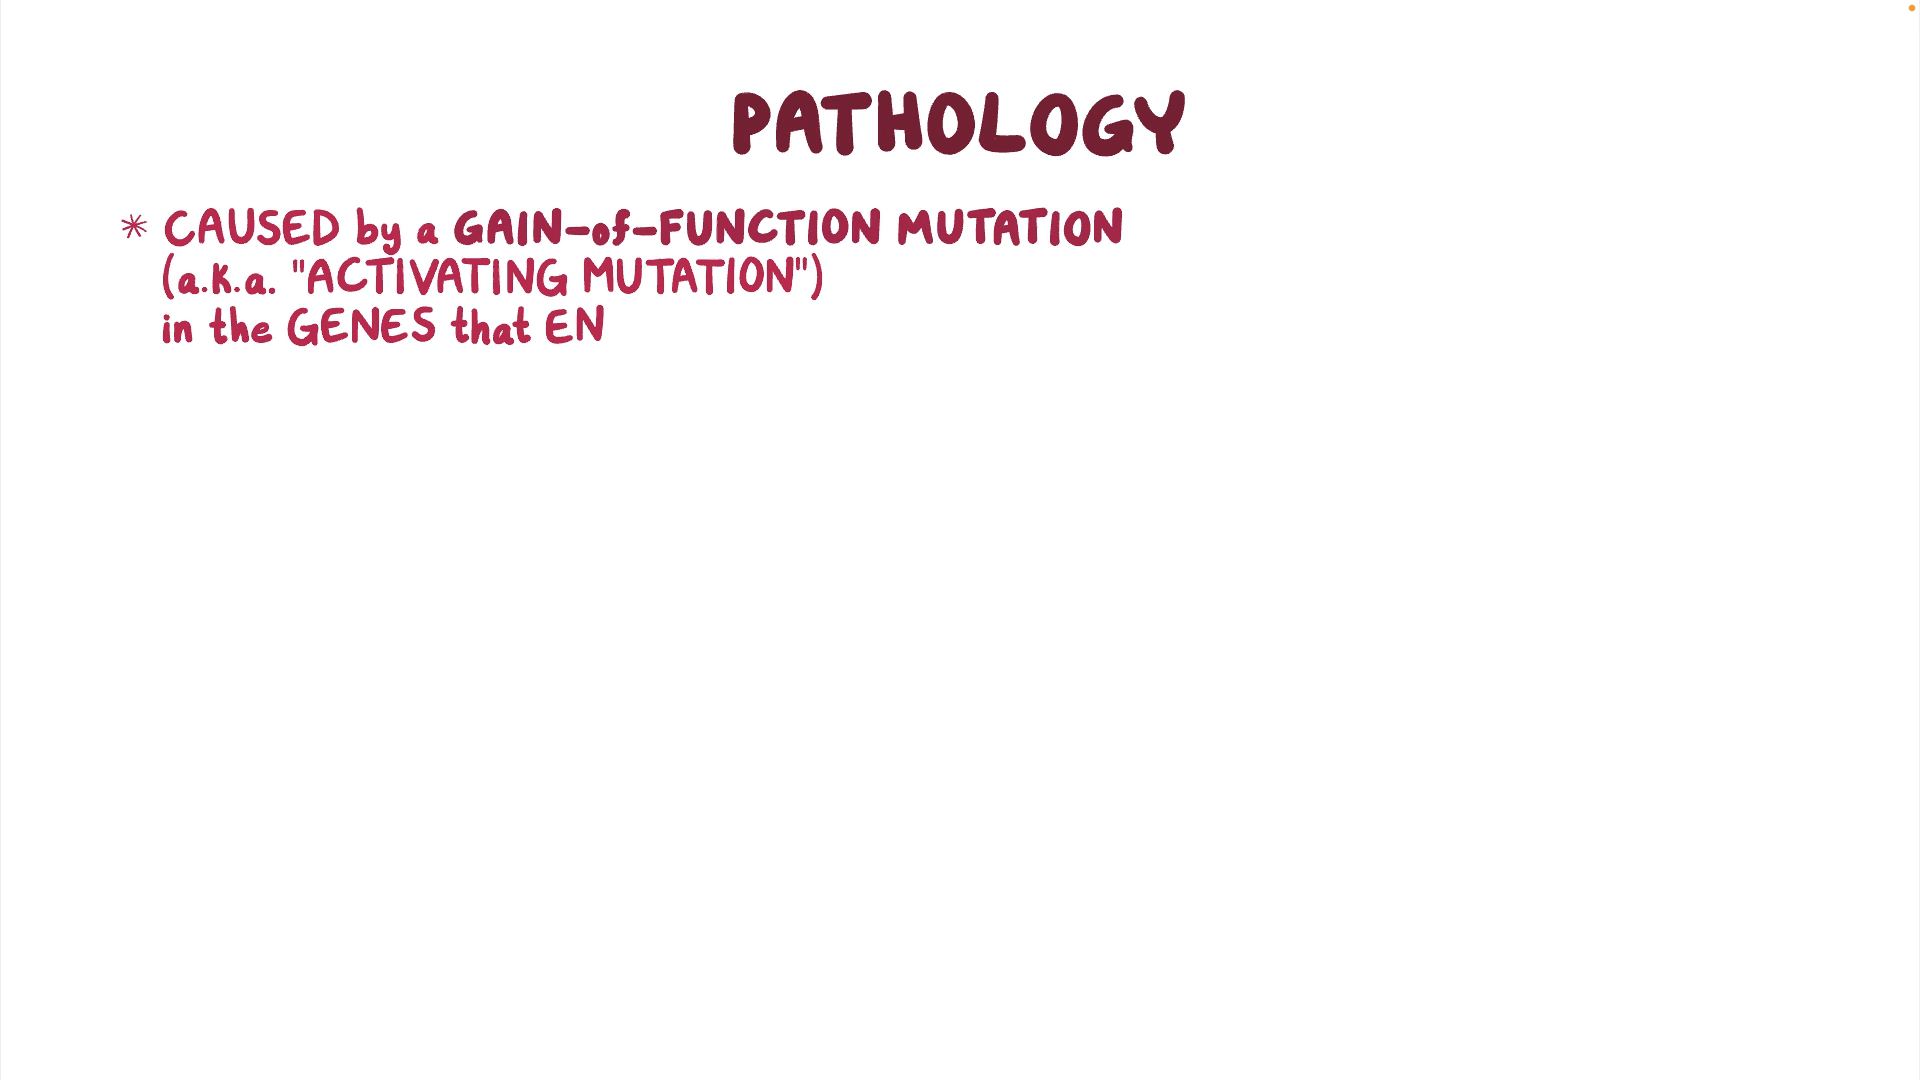 PATHOLOGY
* CAUSED by a GAIN-of-FUNCTION MUTATION
(a.k.a. "ACTIVATING MUTATION")
in the GENES that EN